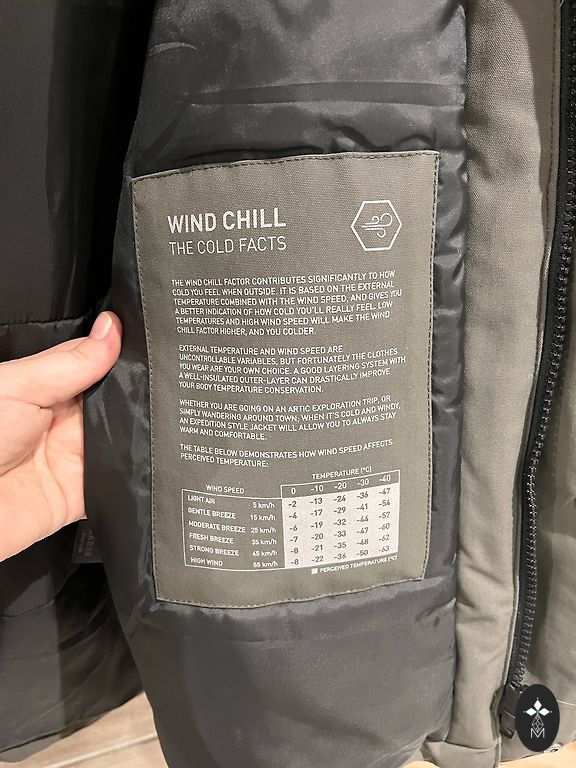 WIND CHILL
THE COLD FACTS
THE WIND CHILL FACTOR CONTRIBUTES SIGNIFICANTLY TO HOW
COLD YOU FEEL WHEN OUTSIDE. IT IS BASED ON THE EXTERNAL
TEMPERATURE COMBINED WITH THE WIND SPEED, AND GIVES YOU
A BETTER INDICATION OF HOW COLD YOU'LL REALLY FEEL. LOW
TEMPERATURES AND HIGH WIND SPEED WILL MAKE THE WIND
CHILL FACTOR HIGHER, AND YOU COLDER.
EXTERNAL TEMPERATURE AND WIND SPEED ARE
UNCONTROLLABLE VARIABLES, BUT FORTUNATELY THE CLOTHES
YOU WEAR ARE YOUR OWN CHOICE. A GOOD LAYERING SYSTEM WITH
A WELL-INSULATED OUTER-LAYER CAN DRASTICALLY IMPROVE
YOUR BODY TEMPERATURE CONSERVATION.
WHETHER YOU ARE GOING ON AN ARTIC EXPLORATION TRIP, OR
SIMPLY WANDERING AROUND TOWN; WHEN IT'S COLD AND WINDY,
AN EXPEDITION STYLE JACKET WILL ALLOW YOU TO ALWAYS STAY
WARM AND COMFORTABLE.
THE TABLE BELOW DEMONSTRATES HOW WIND SPEED AFFECTS
PERCEIVED TEMPERATURE:
TEMPERATURE (°C)
WIND SPEED 0 -10 -20 -30 -40
LIGHT AIR 5 km/h -2 -13 -24 -36 -47
GENTLE BREEZE 15 km/h -4 -17 -29 -41 -54
MODERATE BREEZE 25 km/h -6 -19 -32 -44 -57
FRESH BREEZE 35 km/h -7 -20 -33 -47 -60
STRONG BREEZE 45 km/h -8 -21 -35 -48 -62
HIGH WIND 55 km/h -8 -22 -36 -50 -63
PERCEIVED TEMPERATURE (°C)
M